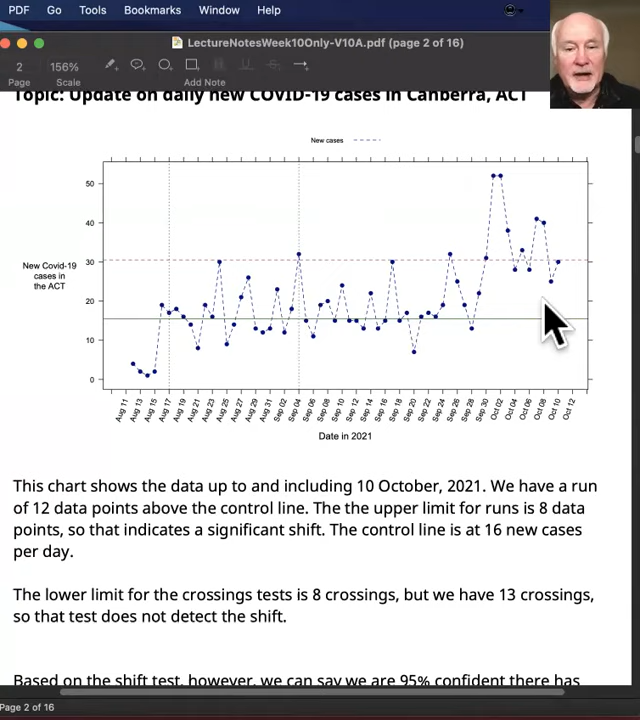 PDF Go Tools Bookmarks Window Help
LectureNotesWeek10Only-V10A.pdf (page 2 of 16)
2 156%
Page Scale Add Note
Topic: Update on daily new COVID-19 cases in Canberra, ACT
New cases
50
40
30
20
10
0
New Covid-19
cases in
the ACT
Aug 11 Aug 13 Aug 15 Aug 17 Aug 19 Aug 21 Aug 23 Aug 25 Aug 27 Aug 29 Aug 31 Sep 02 Sep 04 Sep 06 Sep 08 Sep 10 Sep 12 Sep 14 Sep 16 Sep 18 Sep 20 Sep 22 Sep 24 Sep 26 Sep 28 Sep 30 Oct 02 Oct 04 Oct 06 Oct 08 Oct 10 Oct 12
Date in 2021
This chart shows the data up to and including 10 October, 2021. We have a run
of 12 data points above the control line. The the upper limit for runs is 8 data
points, so that indicates a significant shift. The control line is at 16 new cases
per day.
The lower limit for the crossings tests is 8 crossings, but we have 13 crossings,
so that test does not detect the shift.
Based on the shift test, however, we can say we are 95% confident there has
Page 2 of 16